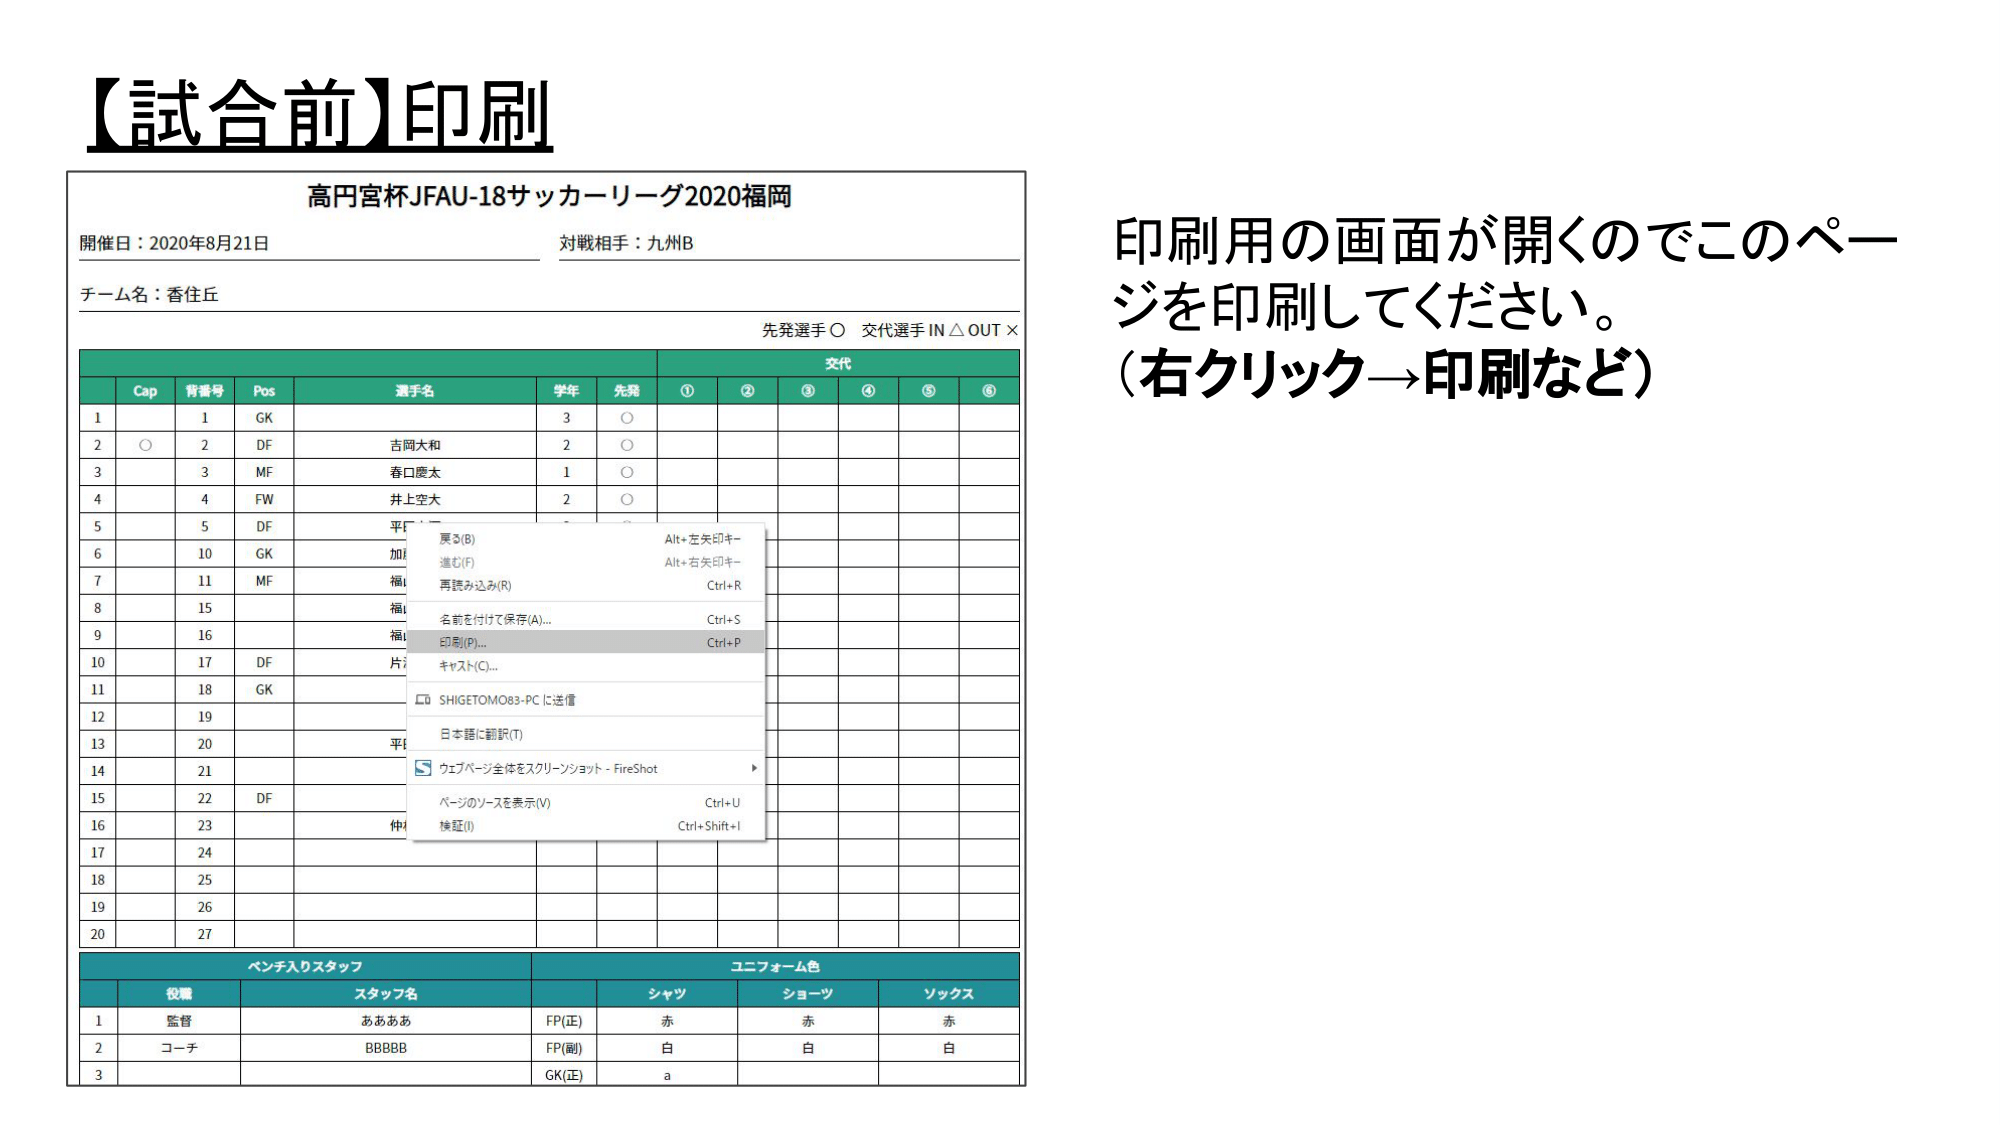 【試合前】印刷
高円宮杯JFAU-18サッカーリーグ2020福岡
開催日：2020年8月21日 対戦相手：九州B
チーム名：香住丘
先発選手〇 交代選手 IN △ OUT ×
交代
Cap 背番号 Pos 選手名 学年 先発 ① ② ③ ④ ⑤ ⑥
1 1 GK 3 〇
2 〇 2 DF 吉岡大和 2 〇
3 3 MF 春口慶太 1 〇
4 4 FW 井上空大 2 〇
5 5 DF 平
6 10 GK 加
7 11 MF 福
8 15 福
9 16 福
10 17 DF 片
11 18 GK
12 19
13 20 平
14 21
15 22 DF
16 23 仲
17 24
18 25
19 26
20 27
戻る(B) Alt+左矢印キー
進む(F) Alt+右矢印キー
再読み込み(R) Ctrl+R
名前を付けて保存(A)... Ctrl+S
印刷(P)... Ctrl+P
キャスト(C)...
SHIGETOMO83-PC に送信
日本語に翻訳(T)
ウェブページ全体をスクリーンショット - FireShot
ページのソースを表示(V) Ctrl+U
検証(I) Ctrl+Shift+I
ベンチ入りスタッフ ユニフォーム色
役職 スタッフ名 シャツ ショーツ ソックス
1 監督 ああああ FP(正) 赤 赤 赤
2 コーチ BBBBB FP(副) 白 白 白
3 GK(正) a
印刷用の画面が開くのでこのペー
ジを印刷してください。
（右クリック→印刷など）